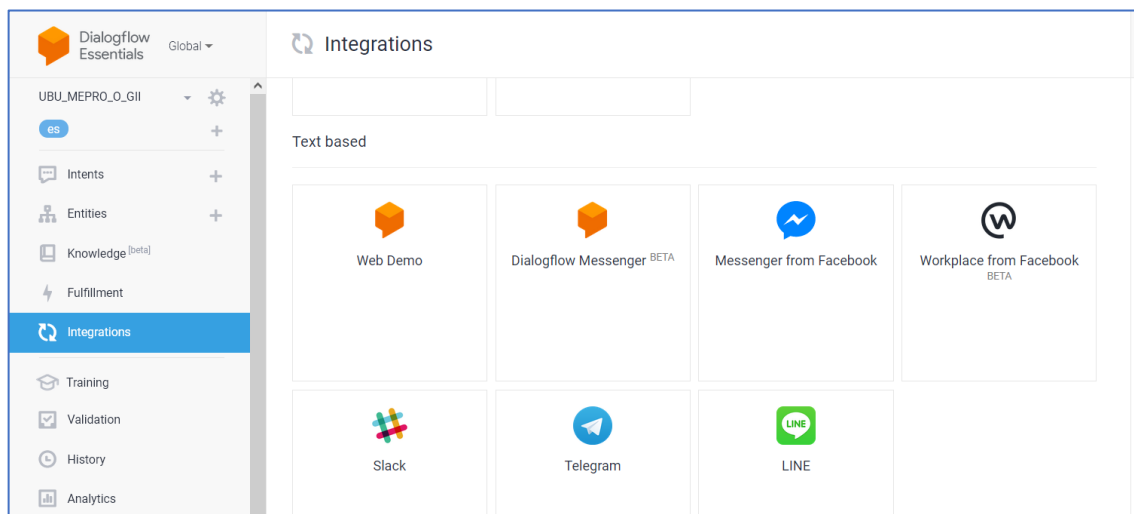 Dialogflow
Essentials
Global
Integrations
UBU_MEPRO_O_GII
es
Intents
Entities
Knowledge [beta]
Fulfillment
Integrations
Training
Validation
History
Analytics
Text based
Web Demo
Dialogflow Messenger BETA
Messenger from Facebook
Workplace from Facebook
BETA
Slack
Telegram
LINE
LINE